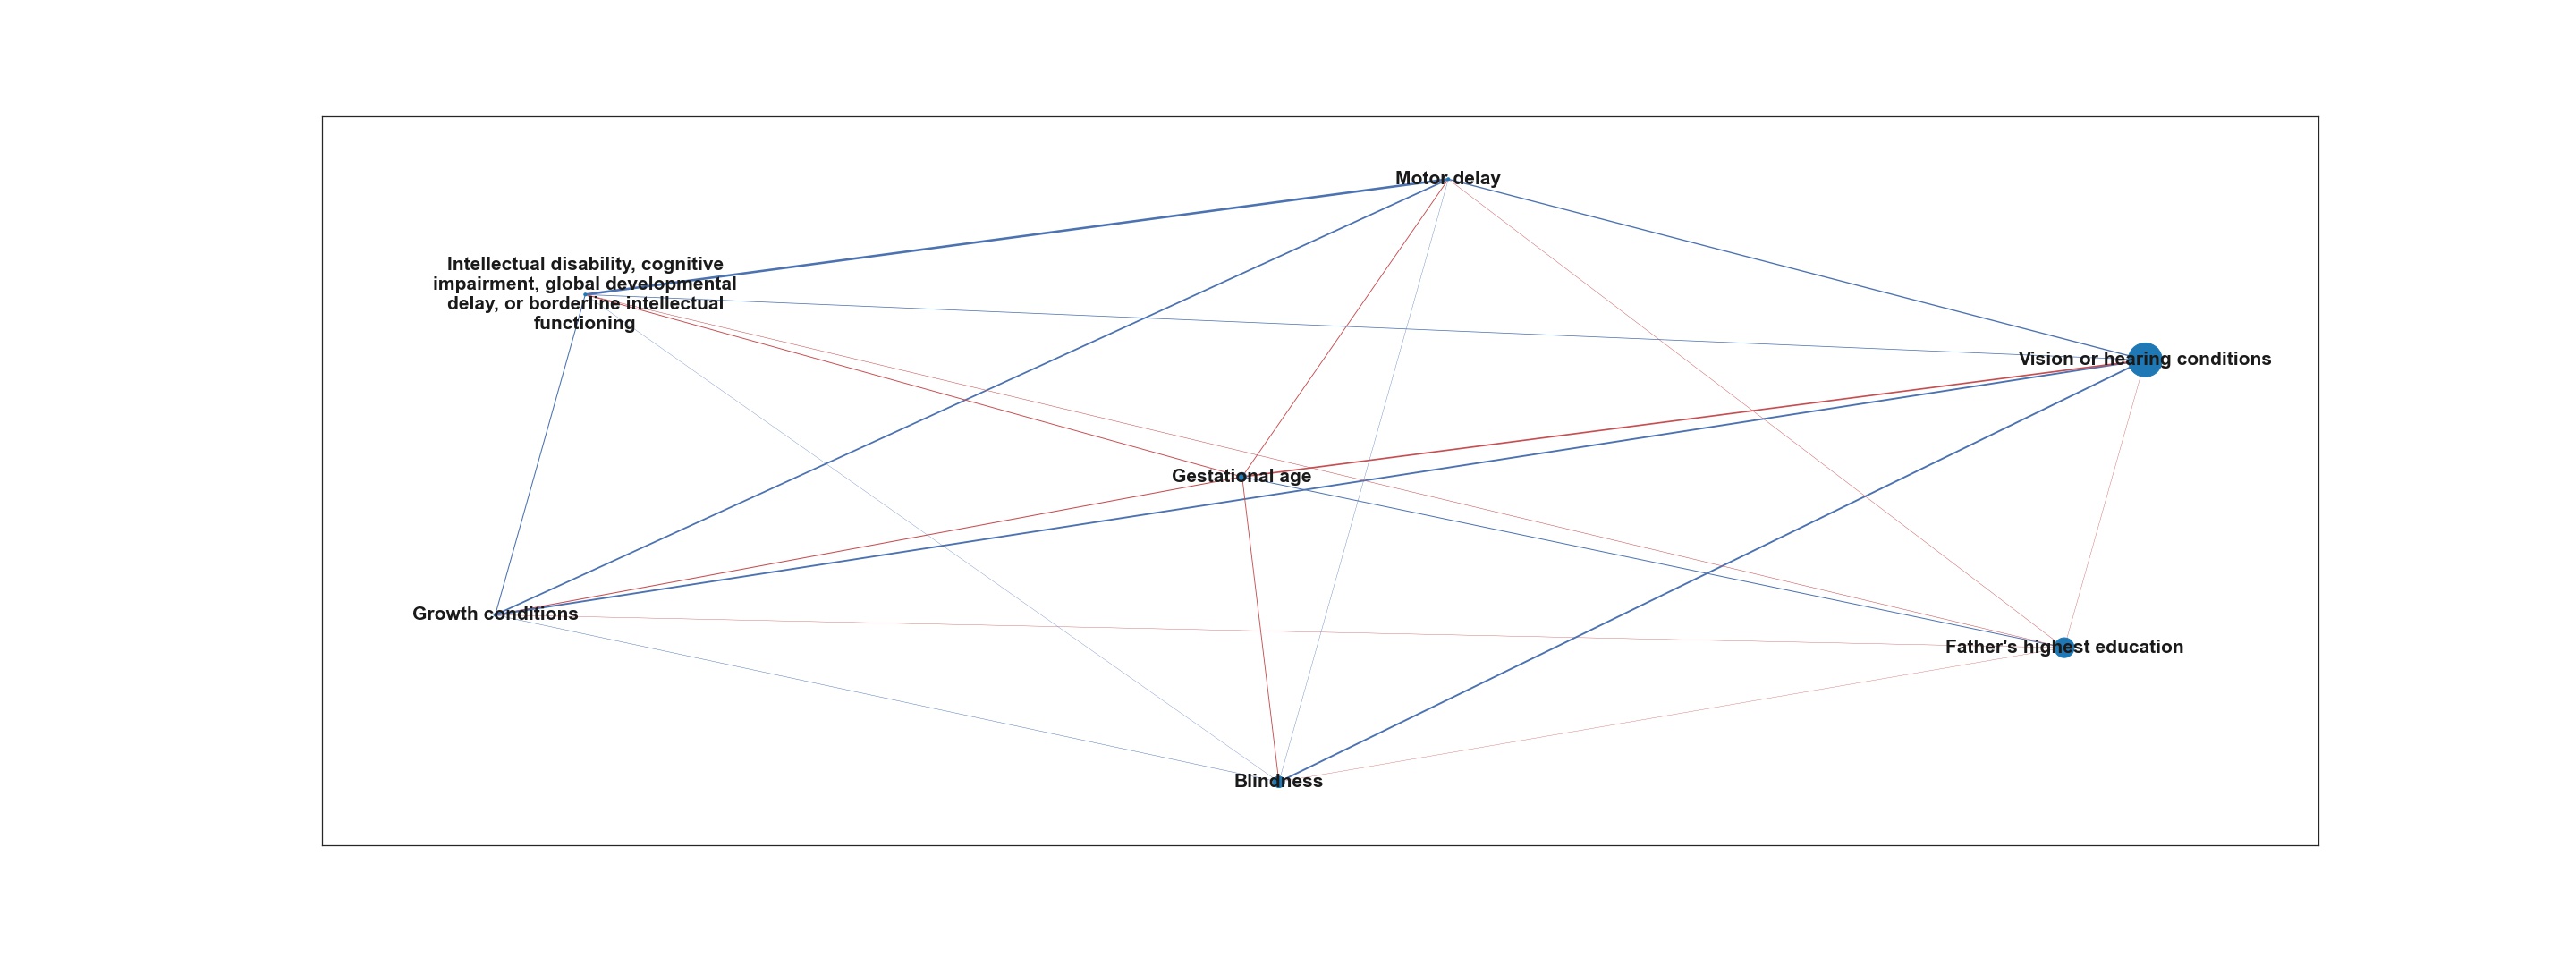 Motor delay
Intellectual disability, cognitive
impairment, global developmental
delay, or borderline intellectual
functioning
Vision or hearing conditions
Gestational age
Growth conditions
Father's highest education
Blindness